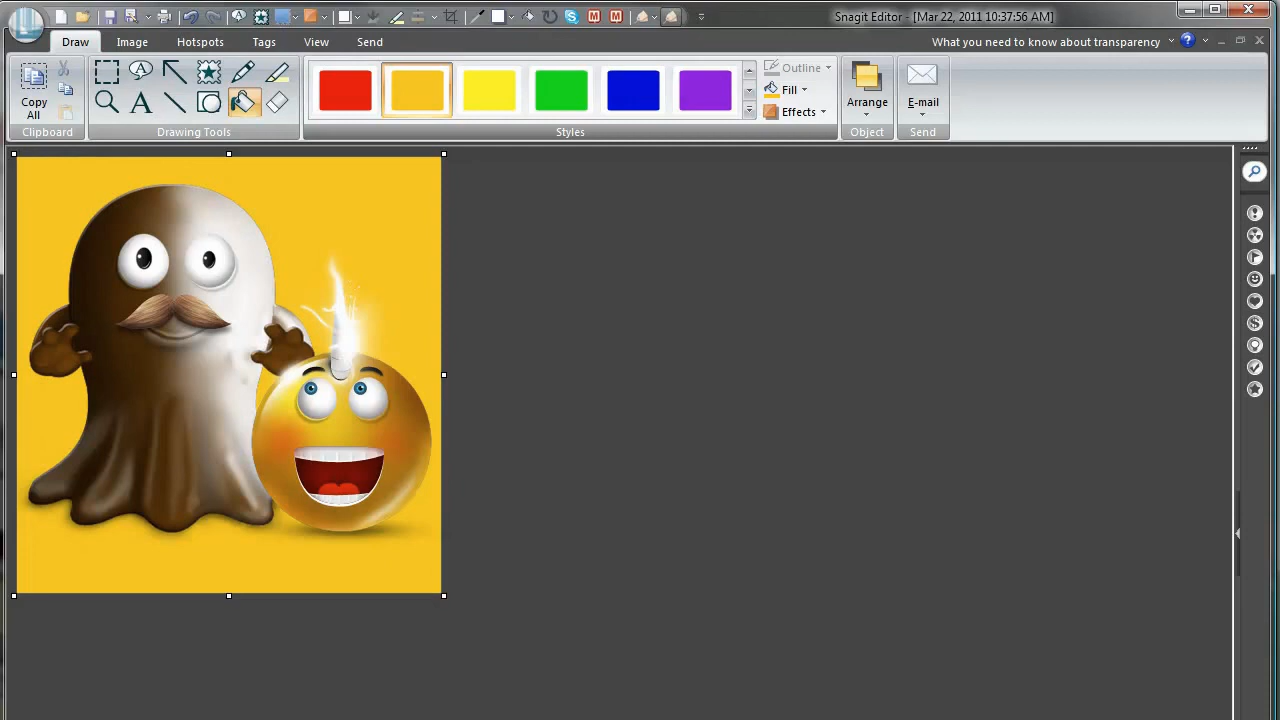 Snagit Editor - [Mar 22, 2011 10:37:56 AM]
Draw Image Hotspots Tags View Send
What you need to know about transparency
Copy
All
Clipboard
Drawing Tools
Styles
Outline
Fill
Effects
Arrange
Object
E-mail
Send